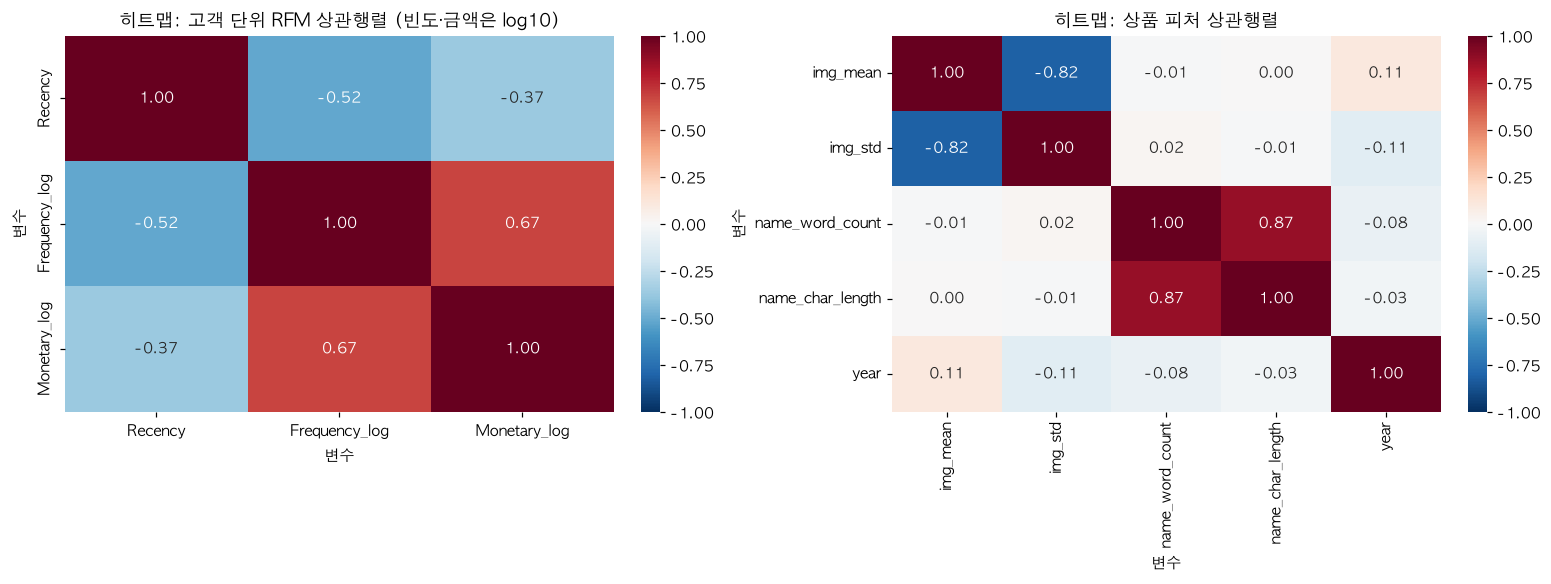 히트맵: 고객 단위 RFM 상관행렬 (빈도·금액은 log10)
변수
Recency
Frequency_log
Monetary_log
1.00 -0.52 -0.37
-0.52 1.00 0.67
-0.37 0.67 1.00
Recency Frequency_log Monetary_log
변수
1.00
0.75
0.50
0.25
0.00
-0.25
-0.50
-0.75
-1.00
히트맵: 상품 피처 상관행렬
변수
img_mean 1.00 -0.82 -0.01 0.00 0.11
img_std -0.82 1.00 0.02 -0.01 -0.11
name_word_count -0.01 0.02 1.00 0.87 -0.08
name_char_length 0.00 -0.01 0.87 1.00 -0.03
year 0.11 -0.11 -0.08 -0.03 1.00
img_mean img_std name_word_count name_char_length year
변수
1.00
0.75
0.50
0.25
0.00
-0.25
-0.50
-0.75
-1.00